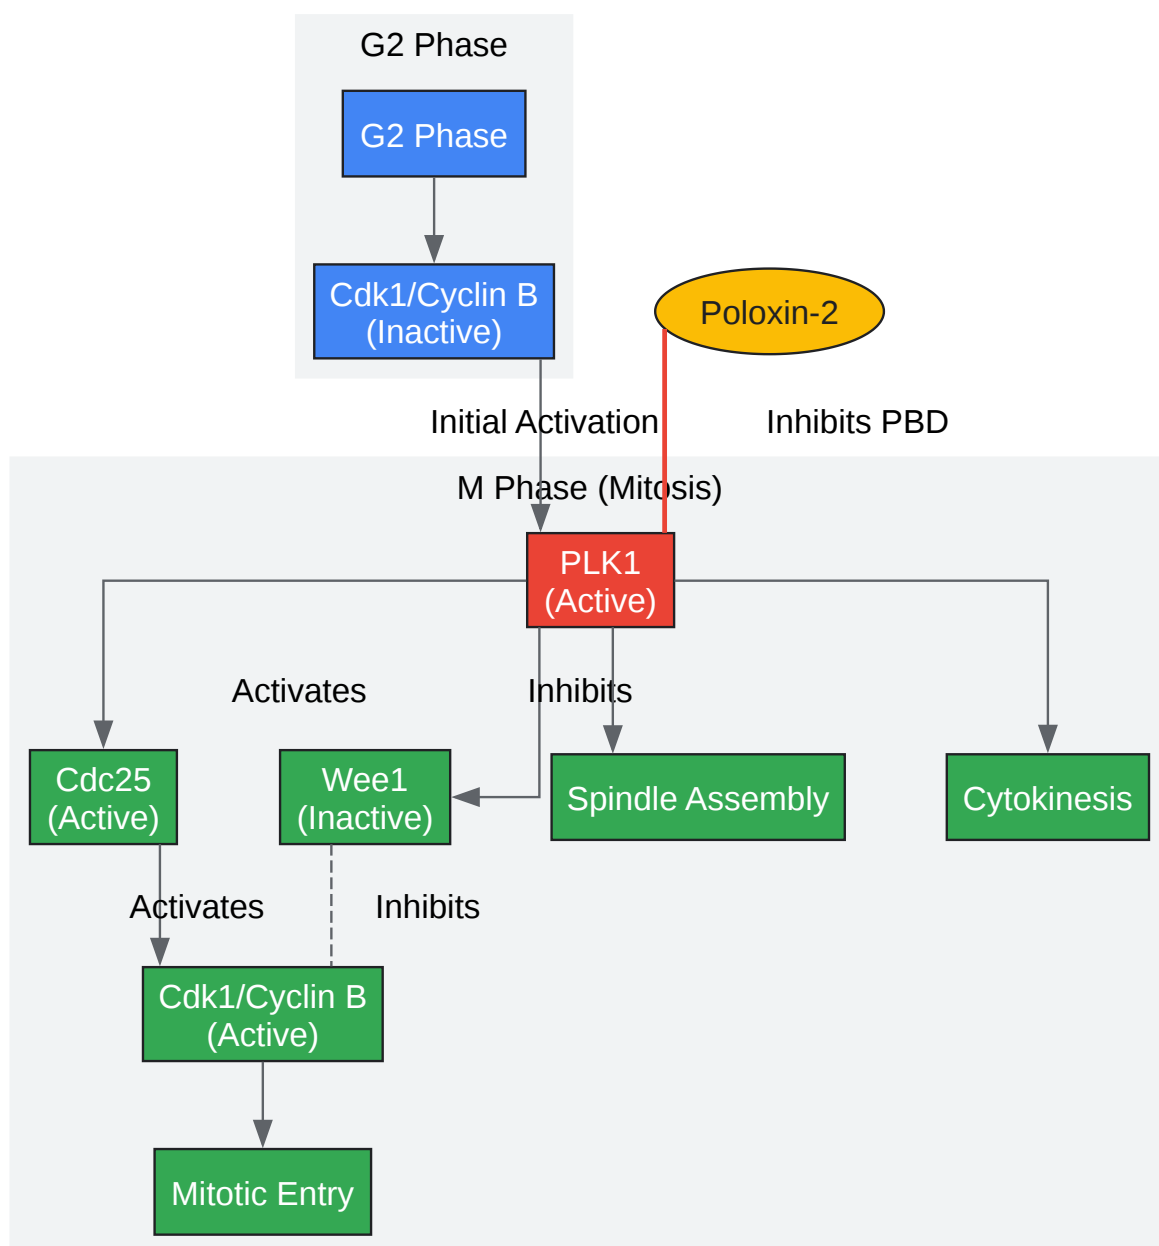 G2 Phase
G2 Phase
Cdk1/Cyclin B
(Inactive)
Poloxin-2
Initial Activation
Inhibits PBD
M Phase (Mitosis)
PLK1
(Active)
Activates
Inhibits
Cdc25
(Active)
Wee1
(Inactive)
Spindle Assembly
Cytokinesis
Activates
Inhibits
Cdk1/Cyclin B
(Active)
Mitotic Entry